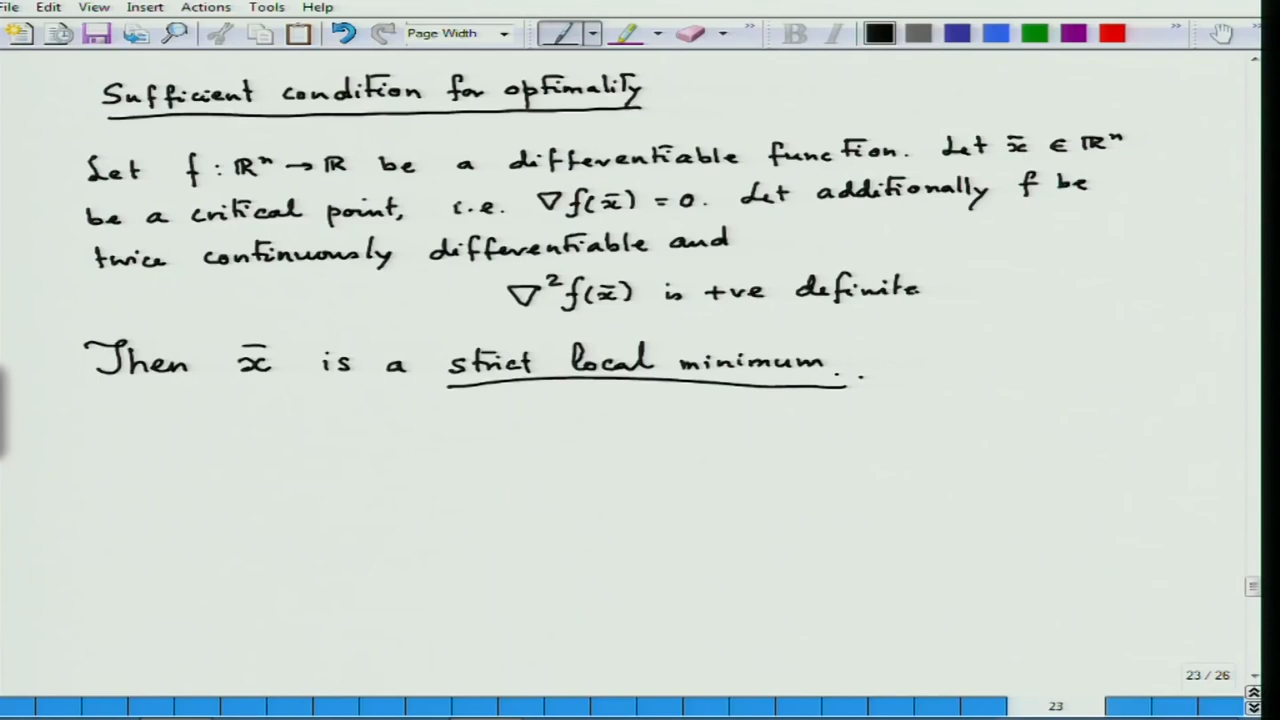 File Edit View Insert Actions Tools Help
Page Width
Sufficient condition for optimality
Let f : ℝⁿ → ℝ be a differentiable function. Let x̄ ∈ ℝⁿ
be a critical point, i.e. ∇f(x̄) = 0. Let additionally f be
twice continuously differentiable and
∇²f(x̄) is +ve definite
Then x̄ is a strict local minimum. .
23 / 26
23